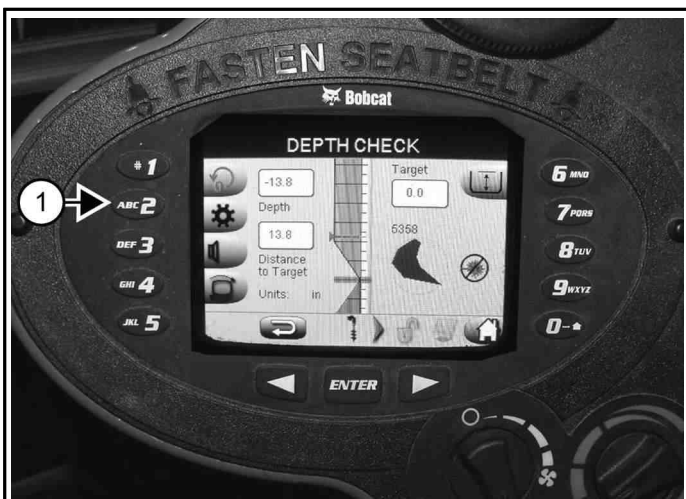 FASTEN SEATBELT
Bobcat
DEPTH CHECK
# 1
ABC 2
DEF 3
GHI 4
JKL 5
-13.8
Depth
13.8
Distance
to Target
Units: in
Target
0.0
5358
6 MNO
7 PQRS
8 TUV
9 WXYZ
0
ENTER
1